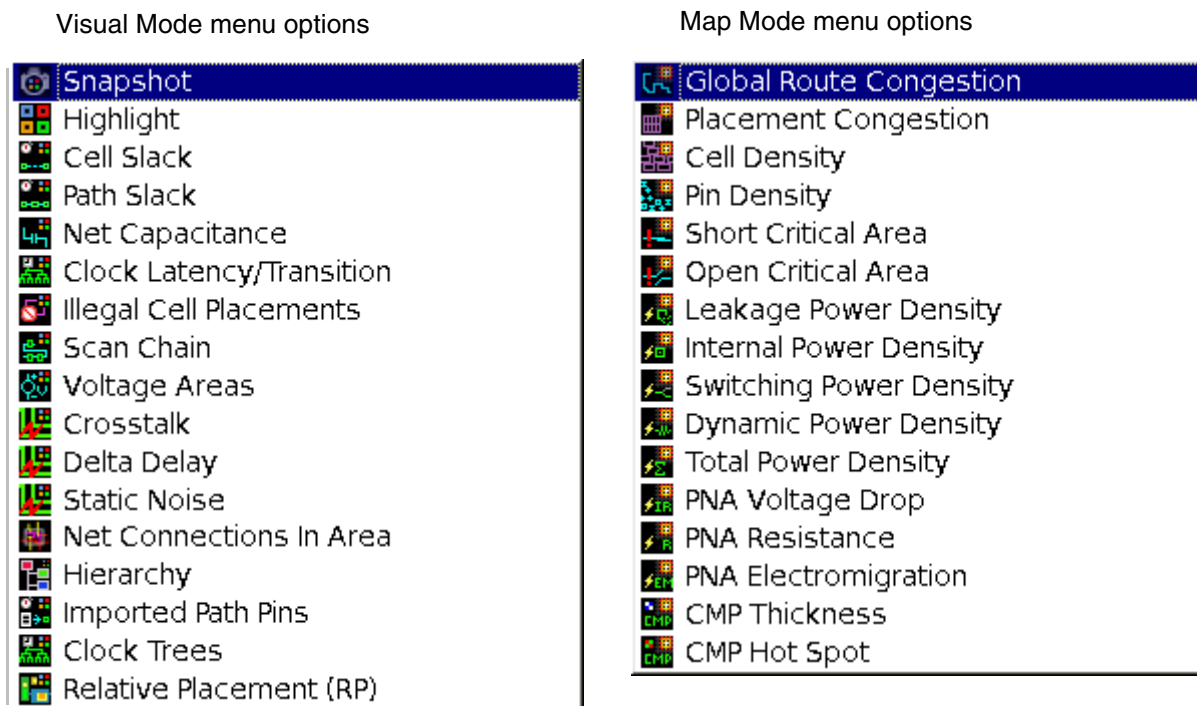 Visual Mode menu options
Snapshot
Highlight
Cell Slack
Path Slack
Net Capacitance
Clock Latency/Transition
Illegal Cell Placements
Scan Chain
Voltage Areas
Crosstalk
Delta Delay
Static Noise
Net Connections In Area
Hierarchy
Imported Path Pins
Clock Trees
Relative Placement (RP)
Map Mode menu options
Global Route Congestion
Placement Congestion
Cell Density
Pin Density
Short Critical Area
Open Critical Area
Leakage Power Density
Internal Power Density
Switching Power Density
Dynamic Power Density
Total Power Density
IR PNA Voltage Drop
R PNA Resistance
EM PNA Electromigration
CMP CMP Thickness
CMP CMP Hot Spot